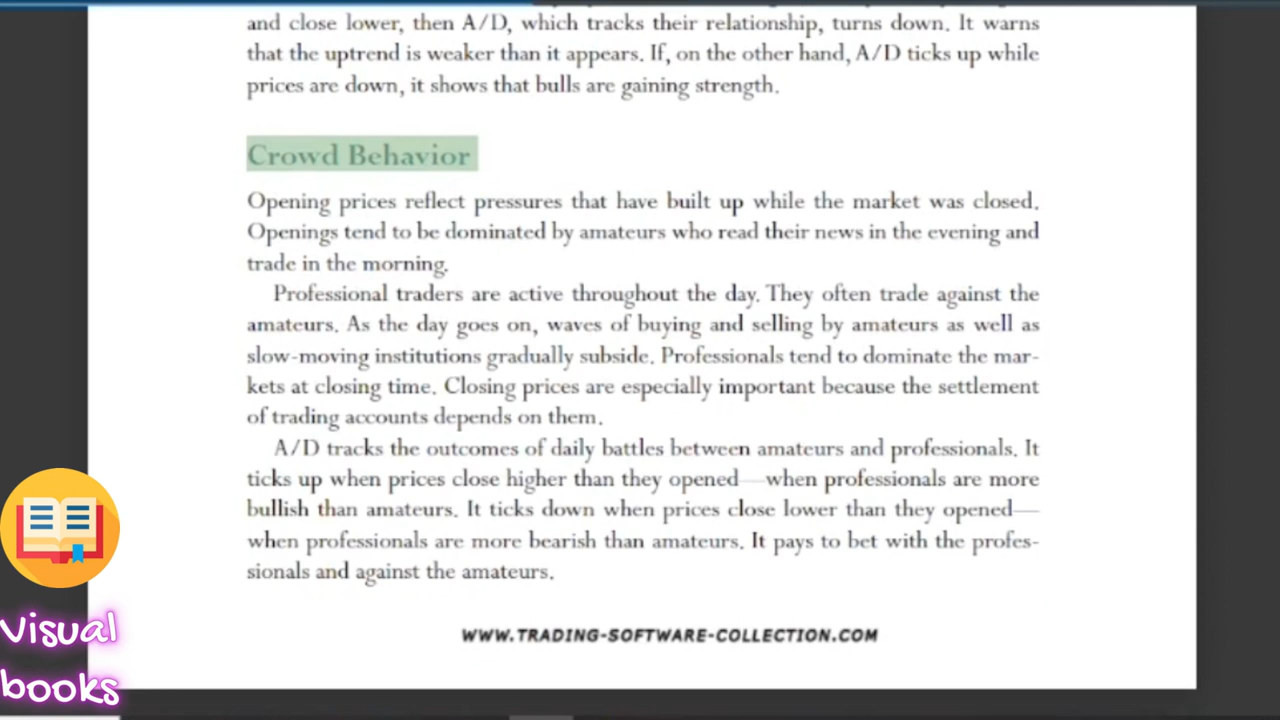 and close lower, then A/D, which tracks their relationship, turns down. It warns
that the uptrend is weaker than it appears. If, on the other hand, A/D ticks up while
prices are down, it shows that bulls are gaining strength.
Crowd Behavior
Opening prices reflect pressures that have built up while the market was closed.
Openings tend to be dominated by amateurs who read their news in the evening and
trade in the morning.
Professional traders are active throughout the day. They often trade against the
amateurs. As the day goes on, waves of buying and selling by amateurs as well as
slow-moving institutions gradually subside. Professionals tend to dominate the mar-
kets at closing time. Closing prices are especially important because the settlement
of trading accounts depends on them.
A/D tracks the outcomes of daily battles between amateurs and professionals. It
ticks up when prices close higher than they opened—when professionals are more
bullish than amateurs. It ticks down when prices close lower than they opened—
when professionals are more bearish than amateurs. It pays to bet with the profes-
sionals and against the amateurs.
WWW.TRADING-SOFTWARE-COLLECTION.COM
Visual
books